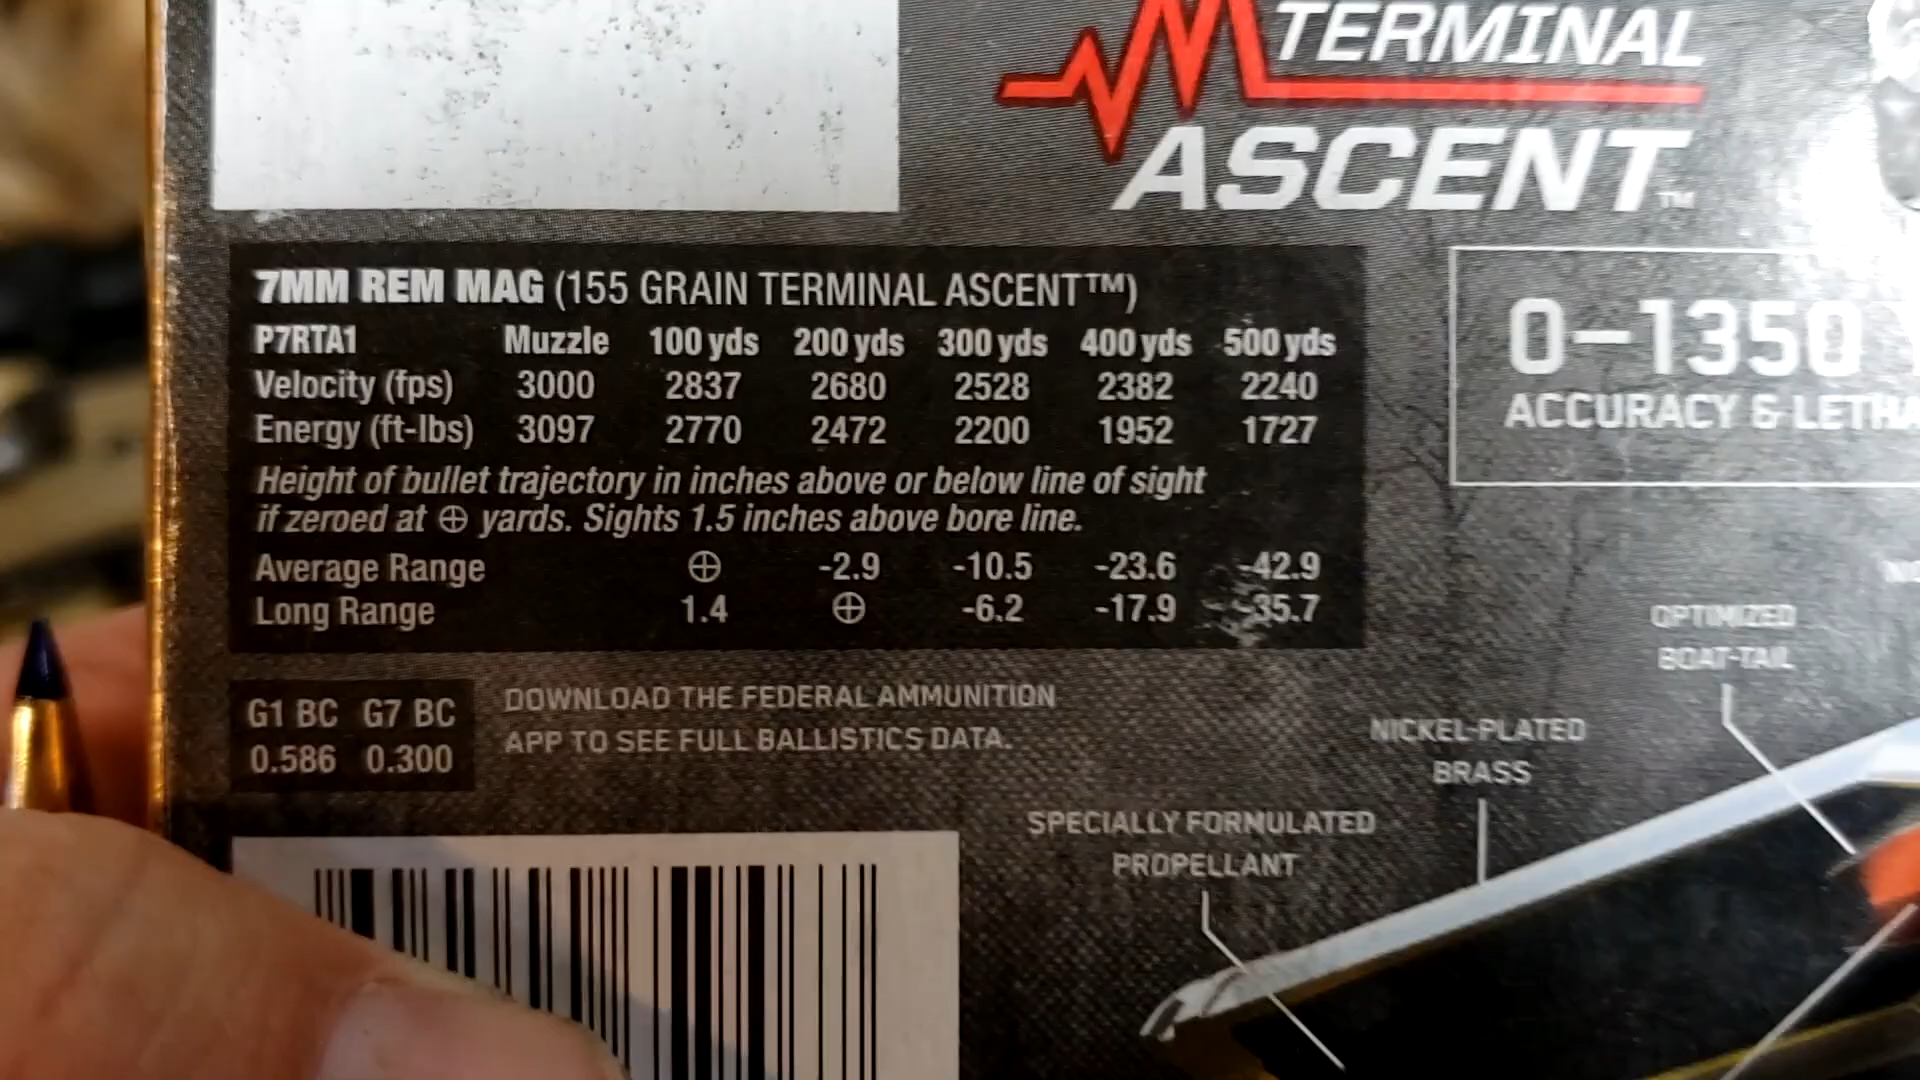 TERMINAL
ASCENT™
7MM REM MAG (155 GRAIN TERMINAL ASCENT™)
P7RTA1 Muzzle 100 yds 200 yds 300 yds 400 yds 500 yds
Velocity (fps) 3000 2837 2680 2528 2382 2240
Energy (ft-lbs) 3097 2770 2472 2200 1952 1727
Height of bullet trajectory in inches above or below line of sight
if zeroed at ⊕ yards. Sights 1.5 inches above bore line.
Average Range ⊕ -2.9 -10.5 -23.6 -42.9
Long Range 1.4 ⊕ -6.2 -17.9 -35.7
0–1350
ACCURACY &
G1 BC G7 BC
0.586 0.300
DOWNLOAD THE FEDERAL AMMUNITION
APP TO SEE FULL BALLISTICS DATA.
OPTIMIZED
BOAT-TAIL
NICKEL-PLATED
BRASS
SPECIALLY FORMULATED
PROPELLANT